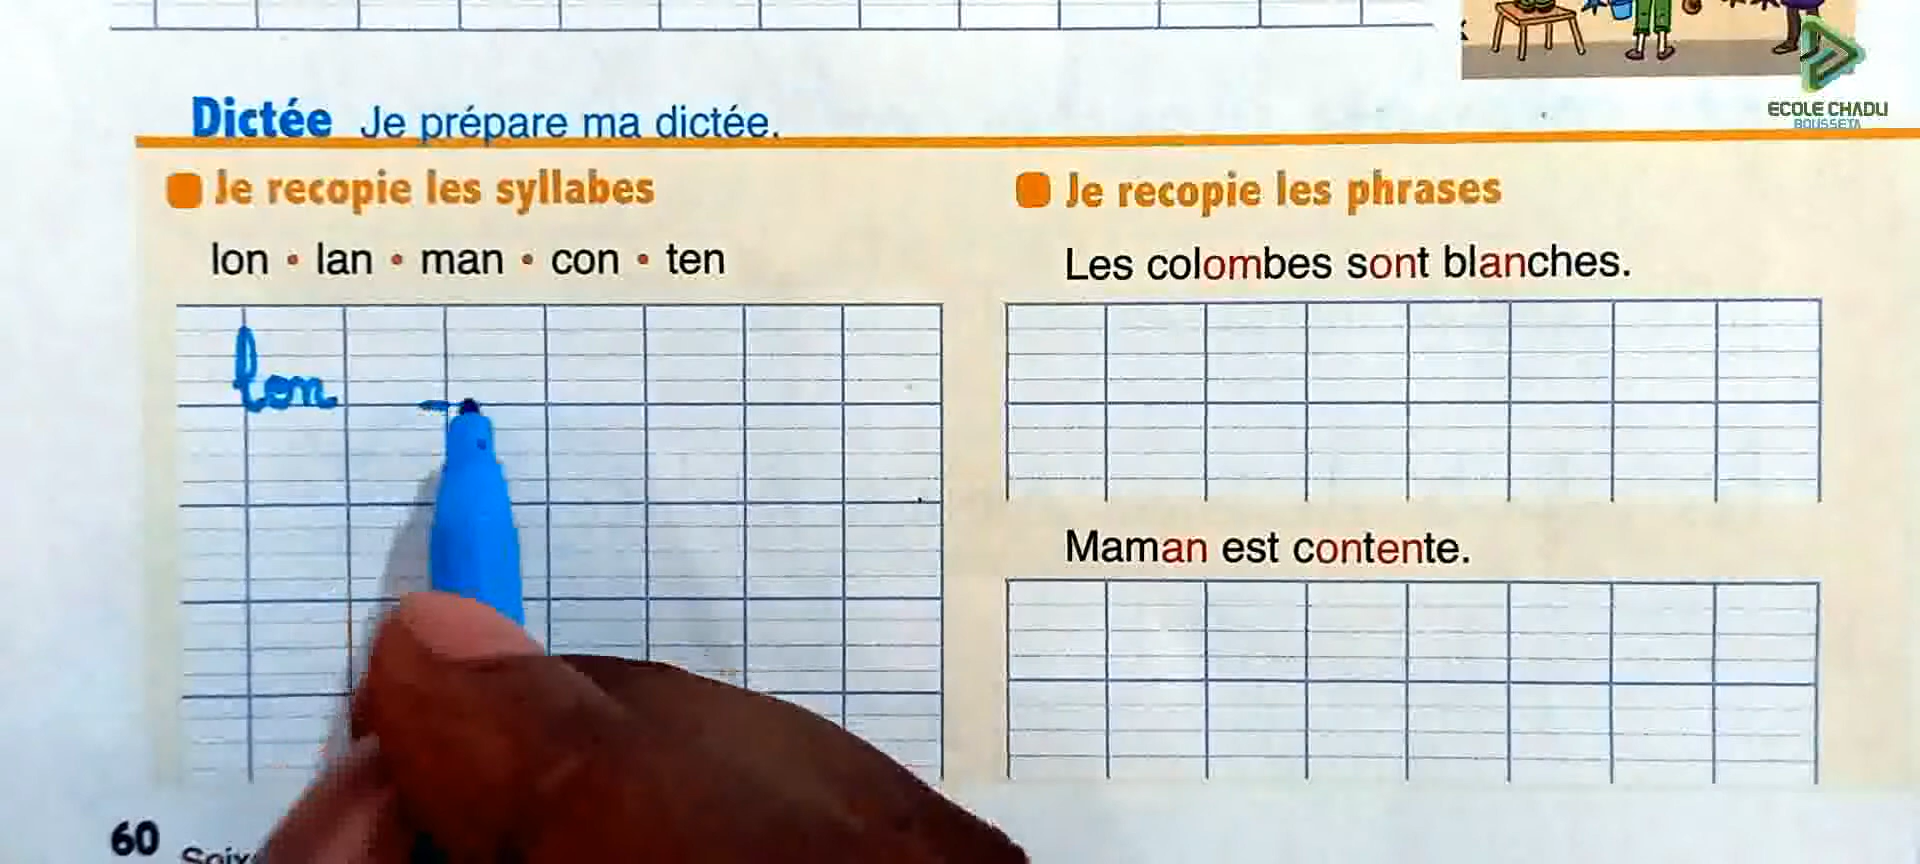 ECOLE CHADLI
BOUSSETA
Dictée Je prépare ma dictée.
Je recopie les syllabes
lon • lan • man • con • ten
lon
Je recopie les phrases
Les colombes sont blanches.
Maman est contente.
60